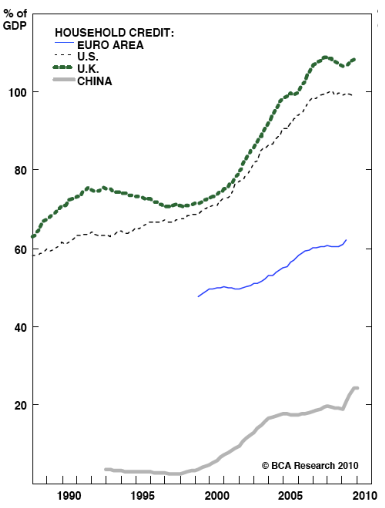 % of
GDP
HOUSEHOLD CREDIT:
EURO AREA
U.S.
U.K.
CHINA
100
80
60
40
20
© BCA Research 2010
1990 1995 2000 2005 2010